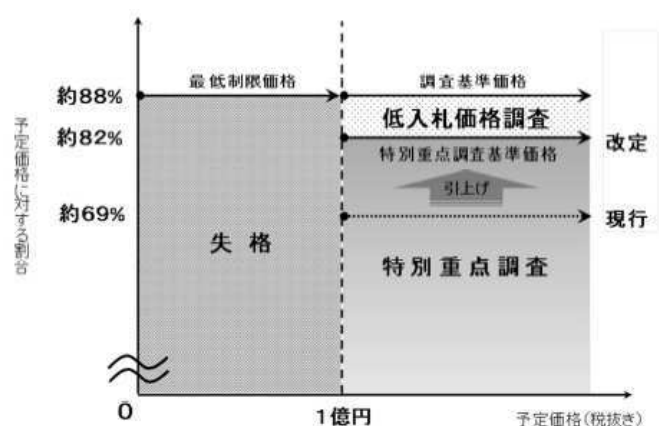 最低制限価格
調査基準価格
約88%
低入札価格調査
約82%
改定
特別重点調査基準価格
引上げ
約69%
現行
失格
特別重点調査
予定価格に対する割合
0
1億円
予定価格(税抜き)